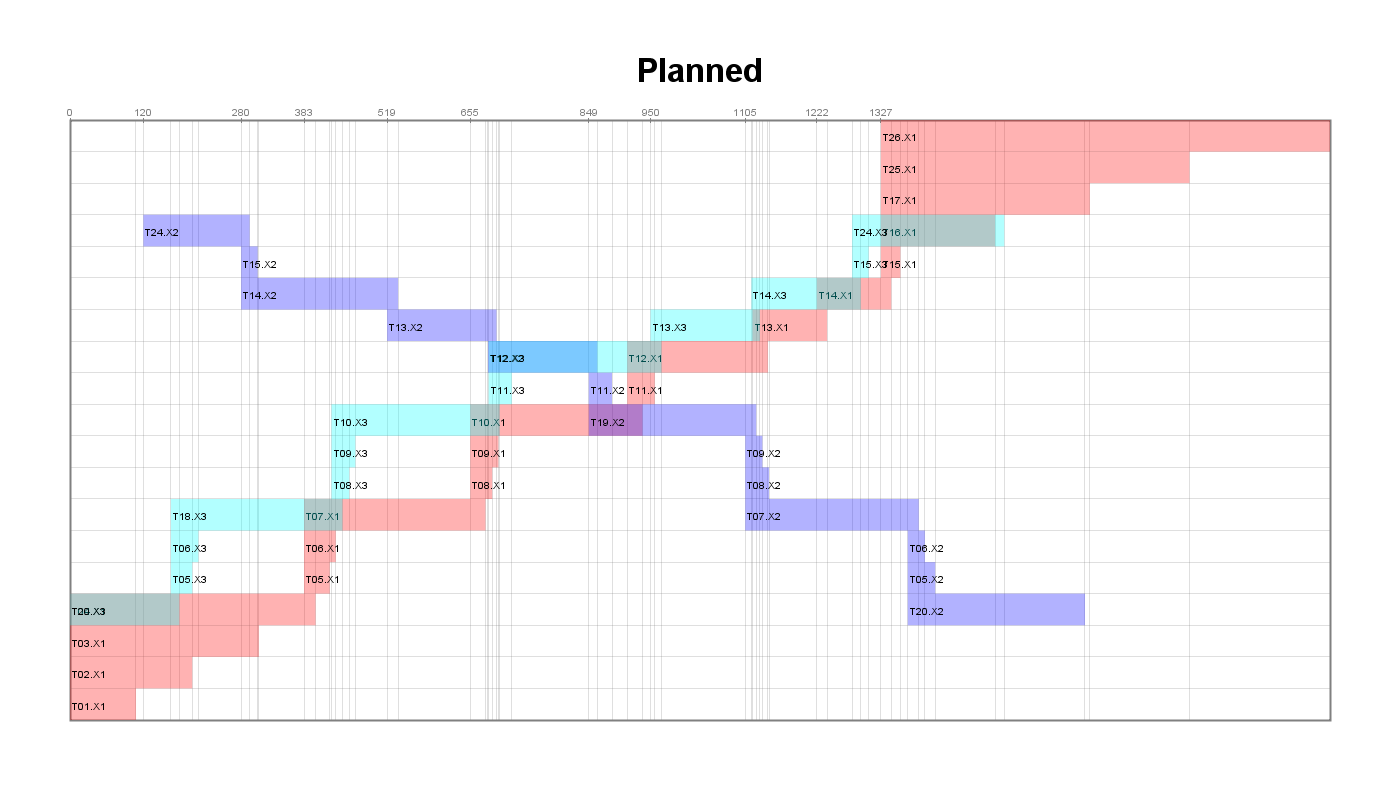 Planned
0 120 280 383 519 655 849 950 1105 1222 1327
T26.X1
T25.X1
T17.X1
T24.X2 T24.X3 T16.X1
T15.X2 T15.X3 T15.X1
T14.X2 T14.X3 T14.X1
T13.X2 T13.X3 T13.X1
T12.X3 T12.X1
T11.X3 T11.X2 T11.X1
T10.X3 T10.X1 T19.X2
T09.X3 T09.X1 T09.X2
T08.X3 T08.X1 T08.X2
T18.X3 T07.X1 T07.X2
T06.X3 T06.X1 T06.X2
T05.X3 T05.X1 T05.X2
T20.X2
T03.X1
T02.X1
T01.X1